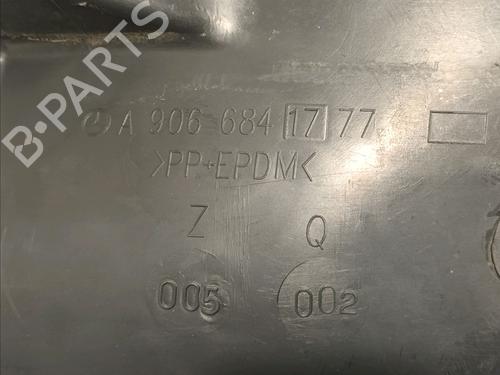 B-PARTS
A 906 684 17 77
>PP+EPDM<
Z Q
005 002